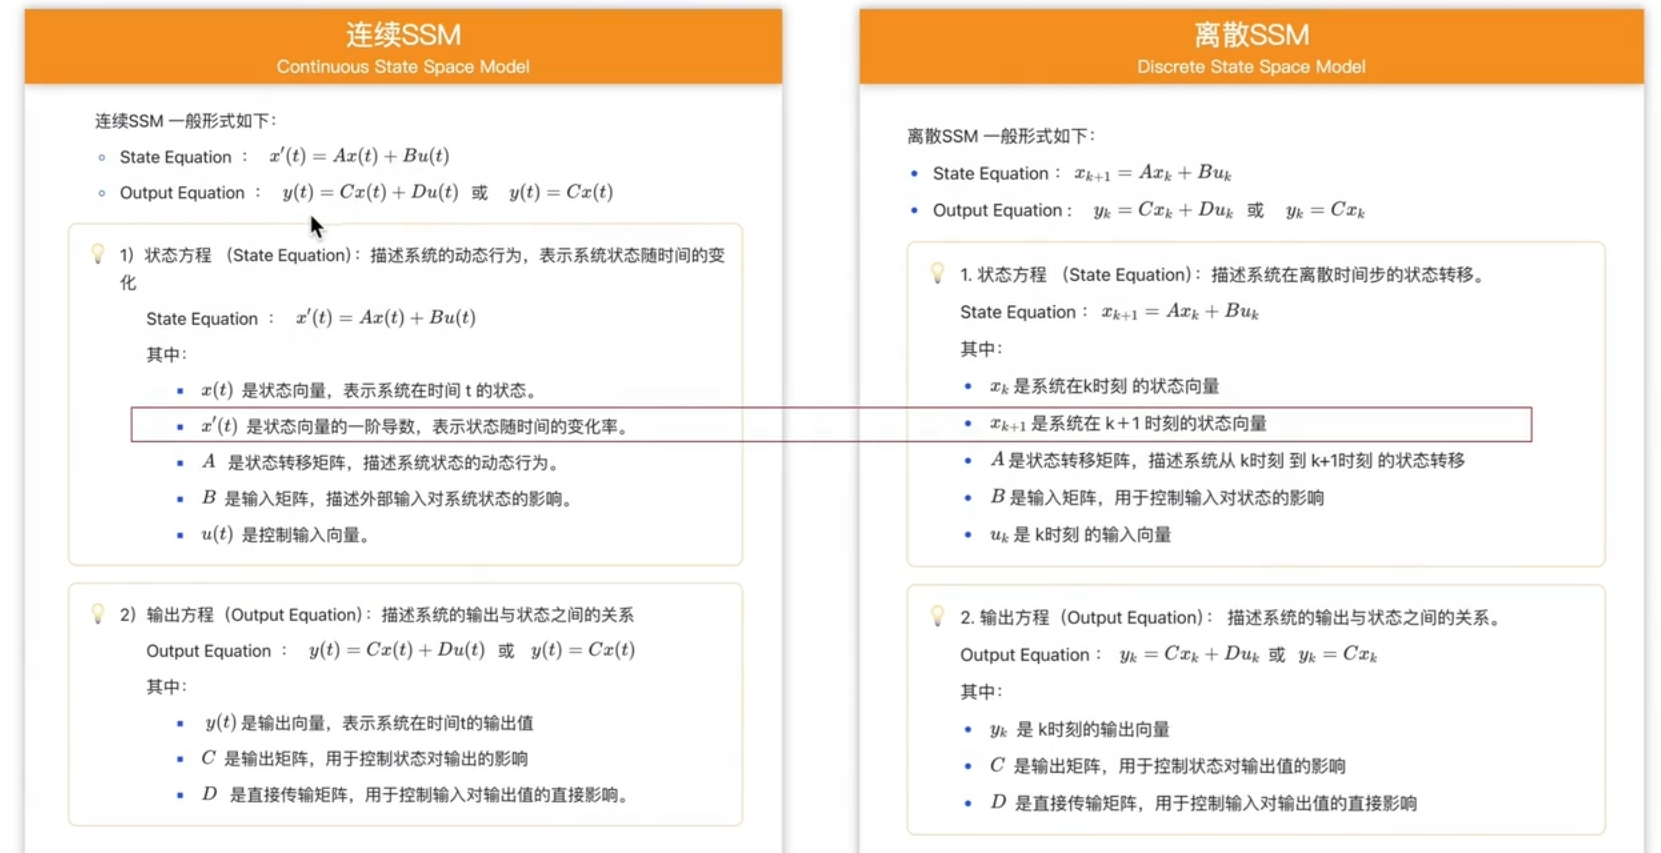 连续SSM
Continuous State Space Model
连续SSM 一般形式如下：
State Equation ： x′(t) = Ax(t) + Bu(t)
Output Equation ： y(t) = Cx(t) + Du(t) 或 y(t) = Cx(t)
1）状态方程 （State Equation）：描述系统的动态行为，表示系统状态随时间的变
化
State Equation ： x′(t) = Ax(t) + Bu(t)
其中：
x(t) 是状态向量，表示系统在时间 t 的状态。
x′(t) 是状态向量的一阶导数，表示状态随时间的变化率。
A 是状态转移矩阵，描述系统状态的动态行为。
B 是输入矩阵，描述外部输入对系统状态的影响。
u(t) 是控制输入向量。
2）输出方程（Output Equation）：描述系统的输出与状态之间的关系
Output Equation ： y(t) = Cx(t) + Du(t) 或 y(t) = Cx(t)
其中：
y(t) 是输出向量，表示系统在时间t的输出值
C 是输出矩阵，用于控制状态对输出的影响
D 是直接传输矩阵，用于控制输入对输出值的直接影响。
离散SSM
Discrete State Space Model
离散SSM 一般形式如下：
State Equation： xₖ₊₁ = Axₖ + Buₖ
Output Equation： yₖ = Cxₖ + Duₖ 或 yₖ = Cxₖ
1. 状态方程 （State Equation）：描述系统在离散时间步的状态转移。
State Equation： xₖ₊₁ = Axₖ + Buₖ
其中：
xₖ 是系统在k时刻 的状态向量
xₖ₊₁ 是系统在 k+1 时刻的状态向量
A 是状态转移矩阵，描述系统从 k时刻 到 k+1时刻 的状态转移
B 是输入矩阵，用于控制输入对状态的影响
uₖ 是 k时刻 的输入向量
2. 输出方程（Output Equation）： 描述系统的输出与状态之间的关系。
Output Equation： yₖ = Cxₖ + Duₖ 或 yₖ = Cxₖ
其中：
yₖ 是 k时刻的输出向量
C 是输出矩阵，用于控制状态对输出值的影响
D 是直接传输矩阵，用于控制输入对输出值的直接影响